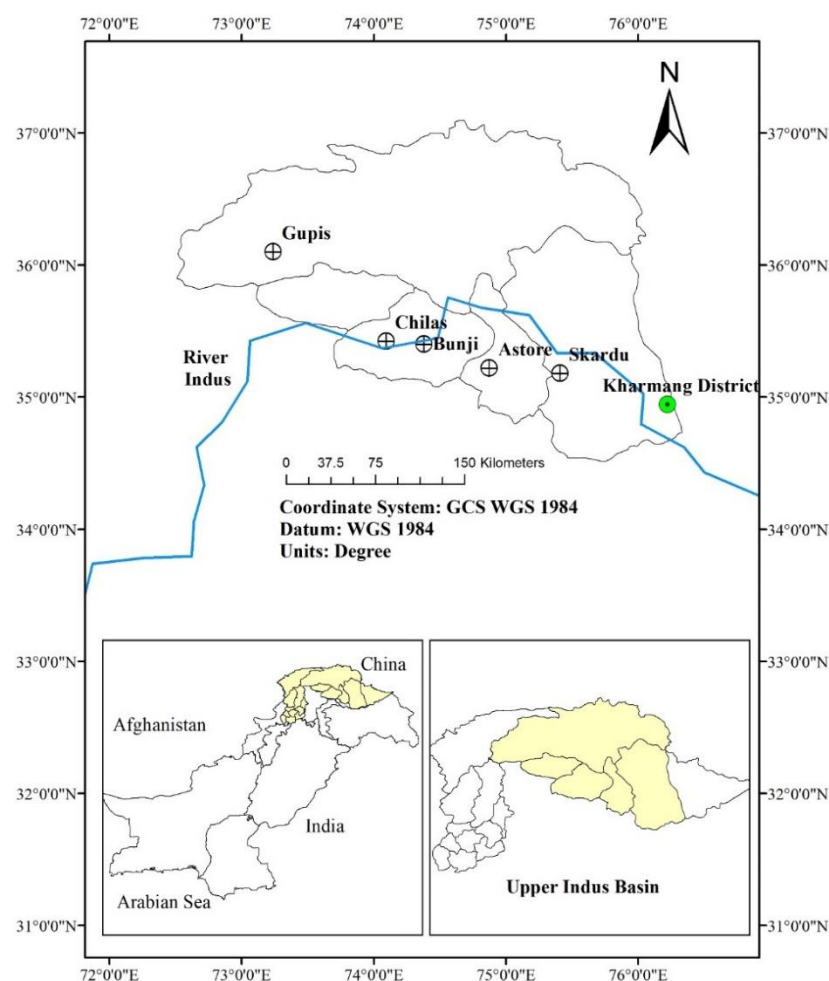 72°0'0"E 73°0'0"E 74°0'0"E 75°0'0"E 76°0'0"E
N
37°0'0"N 37°0'0"N
Gupis
36°0'0"N 36°0'0"N
Chilas
Bunji
Astore
Skardu
River
Indus
Kharmang District
35°0'0"N 35°0'0"N
0 37.5 75 150 Kilometers
Coordinate System: GCS WGS 1984
Datum: WGS 1984
Units: Degree
34°0'0"N 34°0'0"N
33°0'0"N 33°0'0"N
China
Afghanistan
India
Arabian Sea
32°0'0"N 32°0'0"N
Upper Indus Basin
31°0'0"N 31°0'0"N
72°0'0"E 73°0'0"E 74°0'0"E 75°0'0"E 76°0'0"E